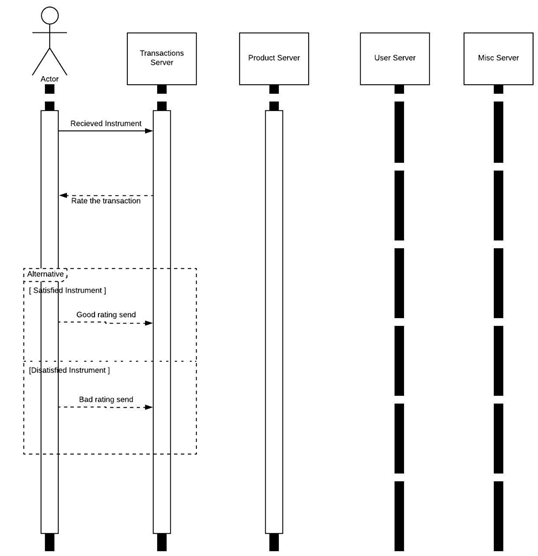 Actor
Transactions
Server
Product Server
User Server
Misc Server
Recieved Instrument
Rate the transaction
Alternative
[ Satisfied Instrument ]
Good rating send
[Disatisfied Instrument ]
Bad rating send